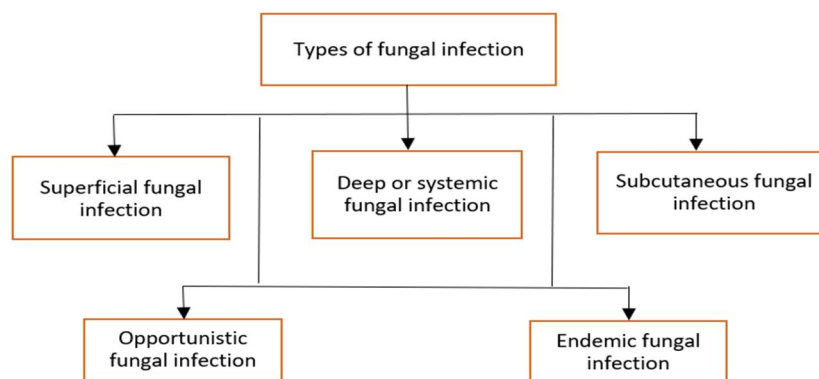 Types of fungal infection
Superficial fungal
infection
Deep or systemic
fungal infection
Subcutaneous fungal
infection
Opportunistic
fungal infection
Endemic fungal
infection